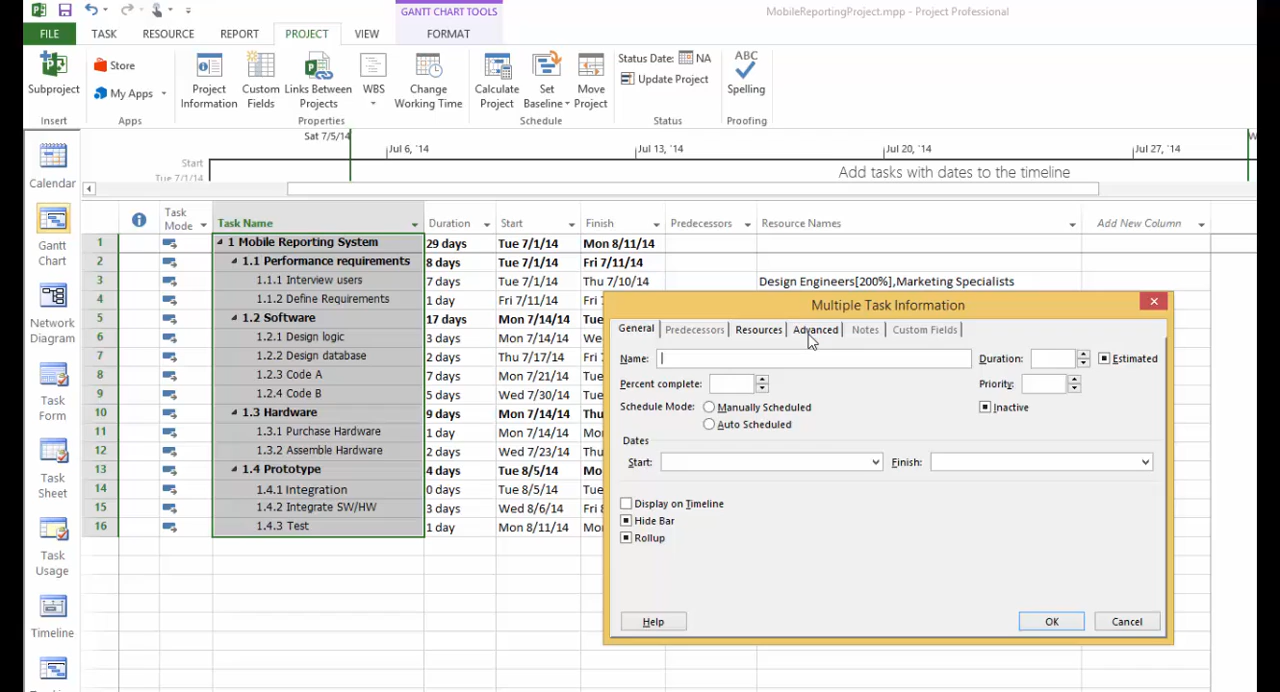 GANTT CHART TOOLS
MobileReportingProject.mpp - Project Professional
FILE TASK RESOURCE REPORT PROJECT VIEW FORMAT
Subproject
Store
My Apps
Project Information
Custom Fields
Links Between Projects
WBS
Change Working Time
Calculate Project
Set Baseline
Move Project
Status Date: NA
Update Project
ABC
Spelling
Insert Apps Properties Schedule Status Proofing
Sat 7/5/14
Jul 6, '14 Jul 13, '14 Jul 20, '14 Jul 27, '14
W
Start
Tue 7/1/14
Add tasks with dates to the timeline
Calendar
Gantt Chart
Network Diagram
Task Form
Task Sheet
Task Usage
Timeline
Task Mode Task Name Duration Start Finish Predecessors Resource Names Add New Column
1 1 Mobile Reporting System 29 days Tue 7/1/14 Mon 8/11/14
2 1.1 Performance requirements 8 days Tue 7/1/14 Fri 7/11/14
3 1.1.1 Interview users 7 days Tue 7/1/14 Thu 7/10/14 Design Engineers[200%],Marketing Specialists
4 1.1.2 Define Requirements 1 day Fri 7/11/14 Fri 7
5 1.2 Software 17 days Mon 7/14/14 We
6 1.2.1 Design logic 3 days Mon 7/14/14 We
7 1.2.2 Design database 2 days Thu 7/17/14 Fri 7
8 1.2.3 Code A 7 days Mon 7/21/14 Tue
9 1.2.4 Code B 5 days Wed 7/30/14 Tue
10 1.3 Hardware 9 days Mon 7/14/14 Thu
11 1.3.1 Purchase Hardware 1 day Mon 7/14/14 Mo
12 1.3.2 Assemble Hardware 2 days Wed 7/23/14 Thu
13 1.4 Prototype 4 days Tue 8/5/14 Mo
14 1.4.1 Integration 0 days Tue 8/5/14 Tue
15 1.4.2 Integrate SW/HW 3 days Wed 8/6/14 Fri 8
16 1.4.3 Test 1 day Mon 8/11/14 Mo
Multiple Task Information
General Predecessors Resources Advanced Notes Custom Fields
Name: Duration: Estimated
Percent complete: Priority:
Schedule Mode: Manually Scheduled Inactive
Auto Scheduled
Dates
Start: Finish:
Display on Timeline
Hide Bar
Rollup
Help OK Cancel